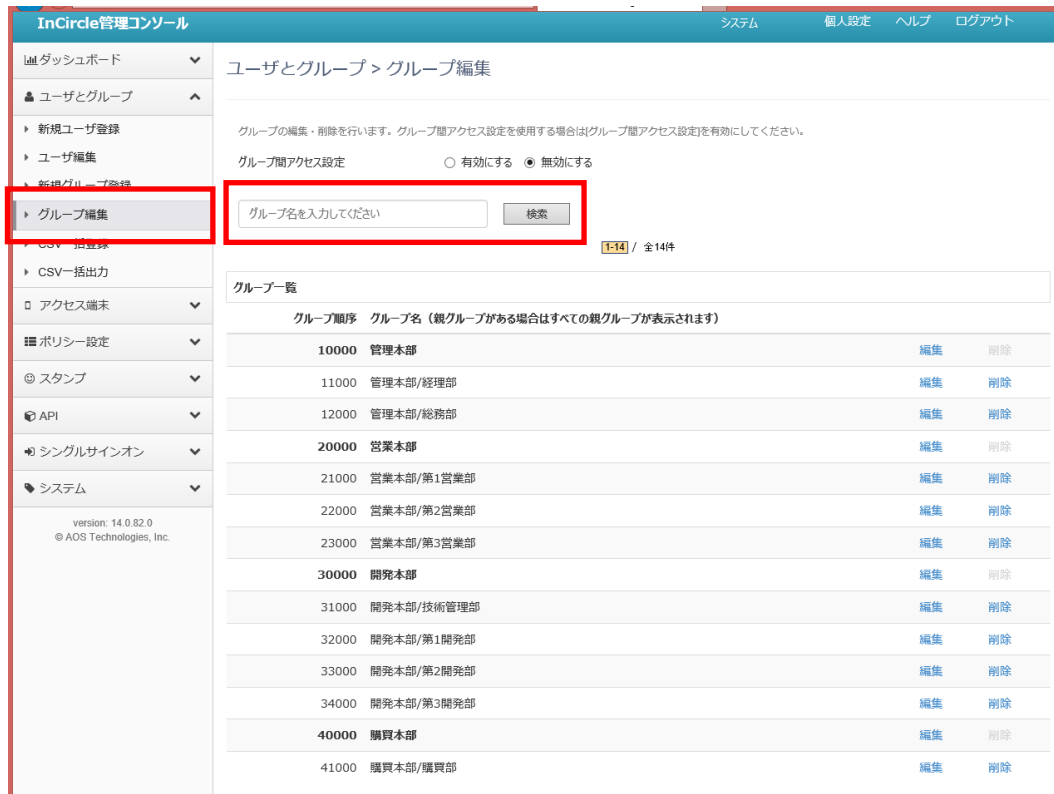 InCircle管理コンソール
システム 個人設定 ヘルプ ログアウト
ダッシュボード
ユーザとグループ
新規ユーザ登録
ユーザ編集
新規グループ登録
グループ編集
CSV一括登録
CSV一括出力
アクセス端末
ポリシー設定
スタンプ
API
シングルサインオン
システム
version: 14.0.82.0
© AOS Technologies, Inc.
ユーザとグループ > グループ編集
グループの編集・削除を行います。グループ間アクセス設定を使用する場合は[グループ間アクセス設定]を有効にしてください。
グループ間アクセス設定 有効にする 無効にする
グループ名を入力してください 検索
1-14 / 全14件
グループ一覧
グループ順序 グループ名（親グループがある場合はすべての親グループが表示されます）
10000 管理本部 編集 削除
11000 管理本部/経理部 編集 削除
12000 管理本部/総務部 編集 削除
20000 営業本部 編集 削除
21000 営業本部/第1営業部 編集 削除
22000 営業本部/第2営業部 編集 削除
23000 営業本部/第3営業部 編集 削除
30000 開発本部 編集 削除
31000 開発本部/技術管理部 編集 削除
32000 開発本部/第1開発部 編集 削除
33000 開発本部/第2開発部 編集 削除
34000 開発本部/第3開発部 編集 削除
40000 購買本部 編集 削除
41000 購買本部/購買部 編集 削除